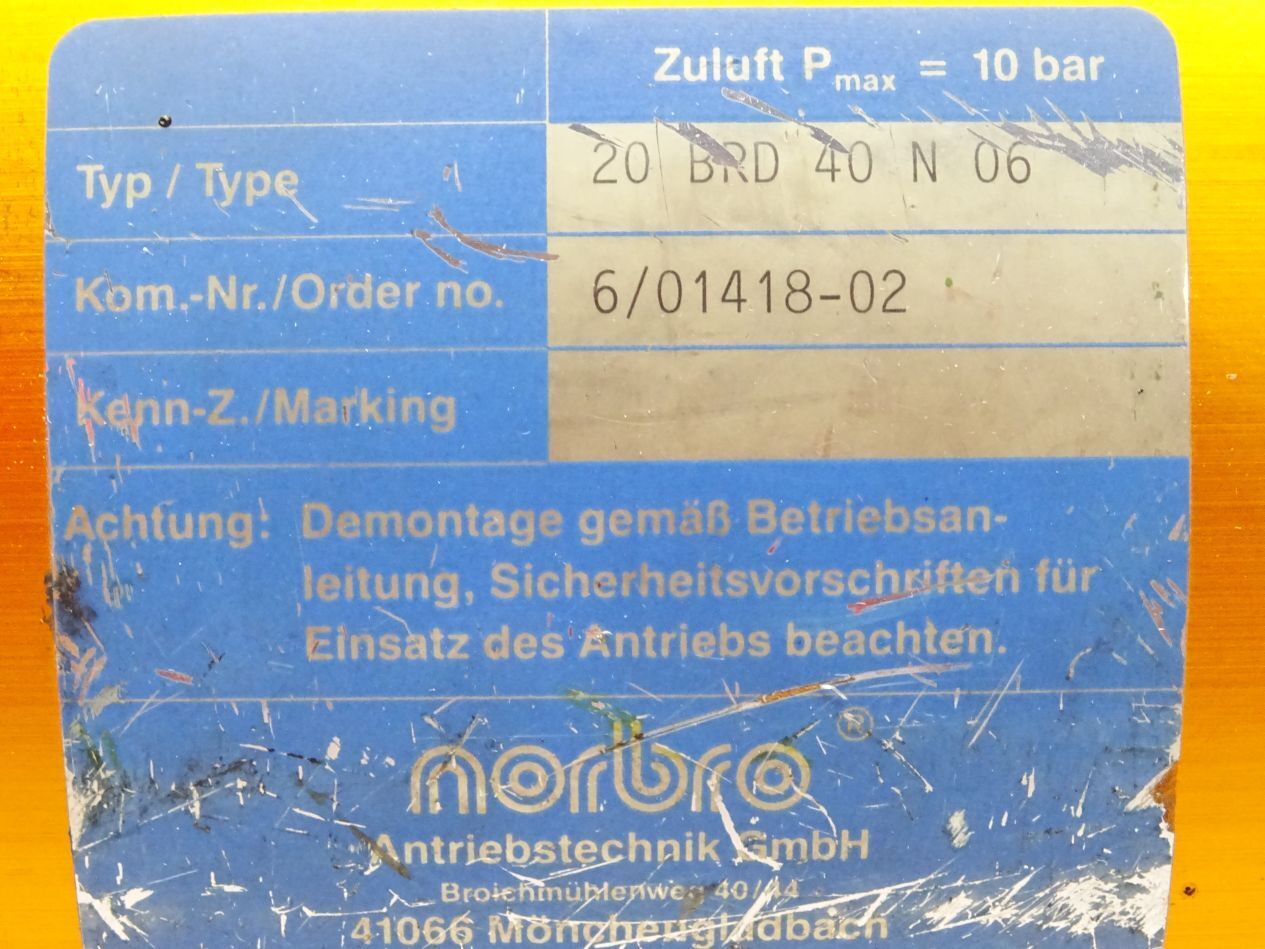 Zuluft Pmax = 10 bar
Typ / Type 20 BRD 40 N 06
Kom.-Nr./Order no. 6/01418-02
Kenn-Z./Marking
Achtung: Demontage gemäß Betriebsan-
leitung, Sicherheitsvorschriften für
Einsatz des Antriebs beachten.
norbro ®
Antriebstechnik GmbH
Broichmühlenweg 40/44
41066 Mönchengladbach